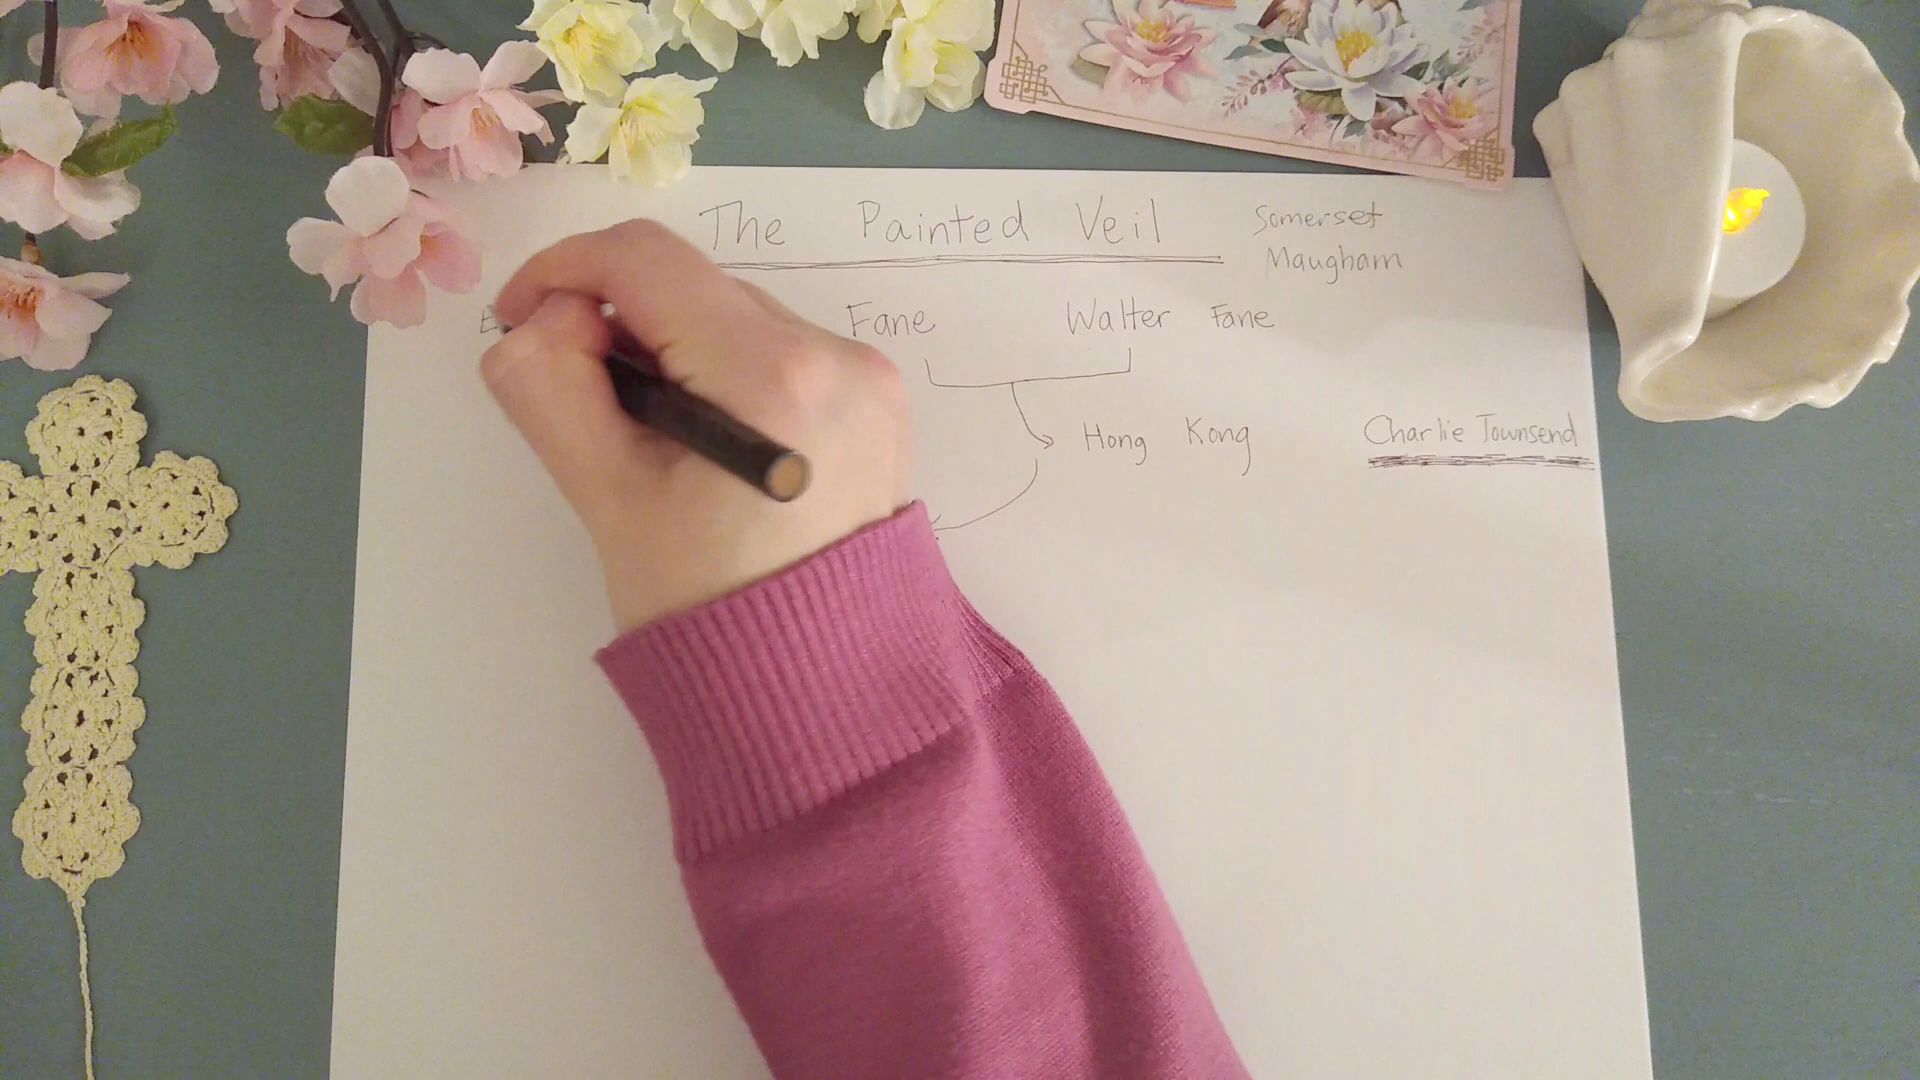 The Painted Veil
Somerset
Maugham
E
Fane
Walter Fane
Hong Kong
Charlie Townsend